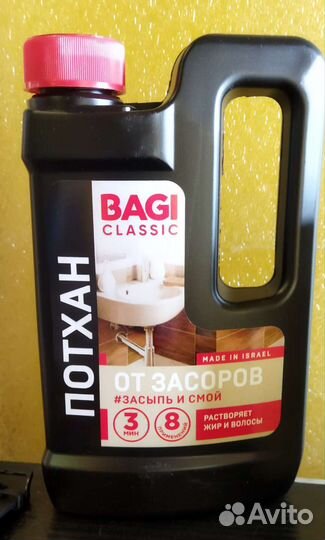 BAGI
CLASSIC
ПОТХАН
MADE IN ISRAEL
ОТ ЗАСОРОВ
#ЗАСЫПЬ И СМОЙ
3
МИН
8
ПРИМЕНЕНИЙ
РАСТВОРЯЕТ
ЖИР И ВОЛОСЫ
Avito